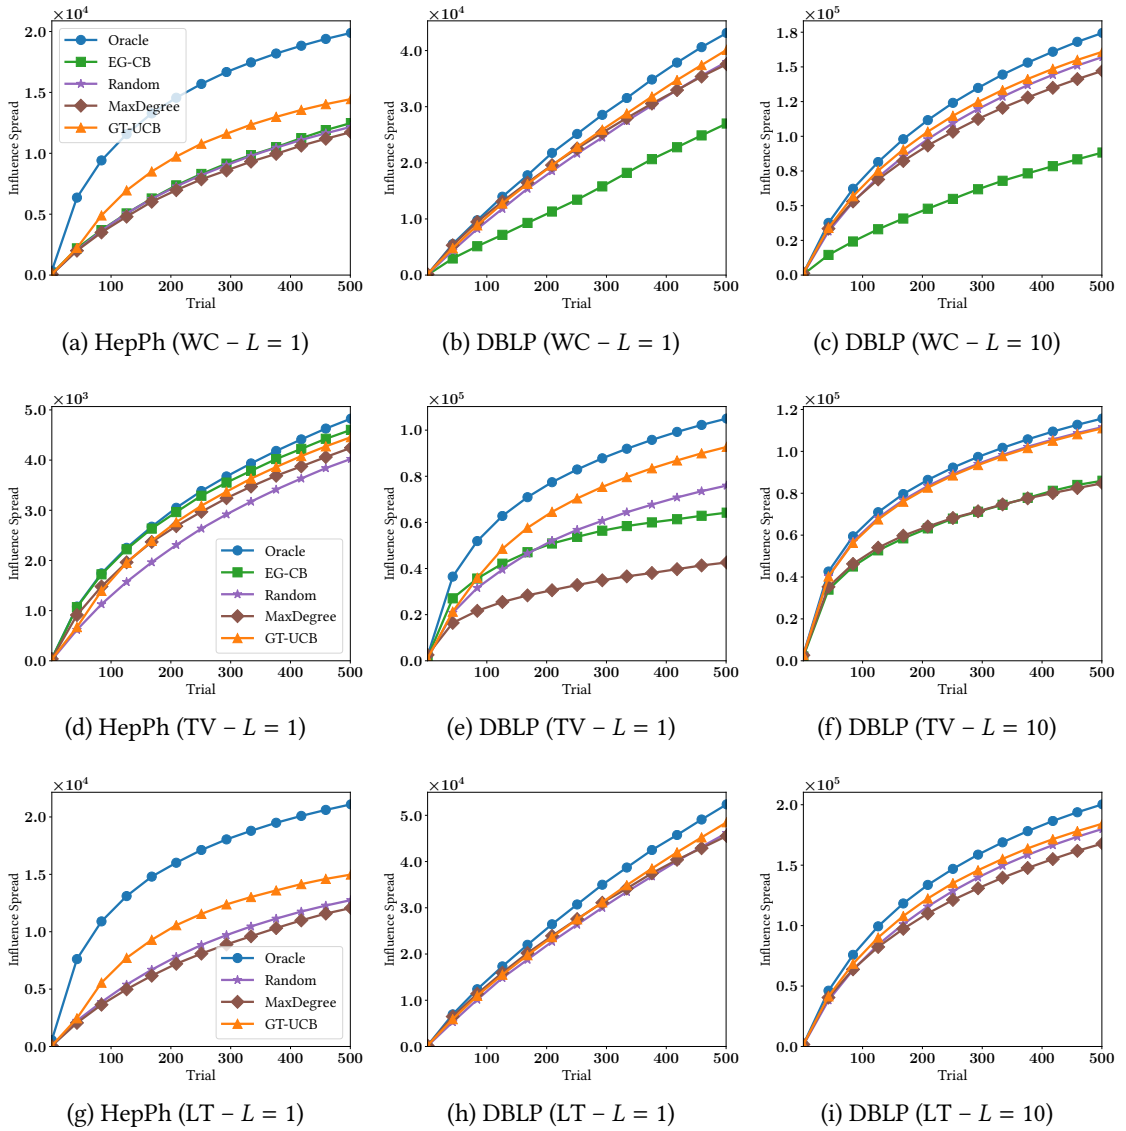 ×10⁴
Influence Spread
2.0
1.5
1.0
0.5
0.0
Oracle
EG-CB
Random
MaxDegree
GT-UCB
100 200 300 400 500
Trial
(a) HepPh (WC – L = 1)
×10⁴
Influence Spread
4.0
3.0
2.0
1.0
0.0
100 200 300 400 500
Trial
(b) DBLP (WC – L = 1)
×10⁵
Influence Spread
1.8
1.5
1.2
1.0
0.8
0.5
0.2
0.0
100 200 300 400 500
Trial
(c) DBLP (WC – L = 10)
×10³
Influence Spread
5.0
4.0
3.0
2.0
1.0
0.0
Oracle
EG-CB
Random
MaxDegree
GT-UCB
100 200 300 400 500
Trial
(d) HepPh (TV – L = 1)
×10⁵
Influence Spread
1.0
0.8
0.6
0.4
0.2
0.0
100 200 300 400 500
Trial
(e) DBLP (TV – L = 1)
×10⁵
Influence Spread
1.2
1.0
0.8
0.6
0.4
0.2
0.0
100 200 300 400 500
Trial
(f) DBLP (TV – L = 10)
×10⁴
Influence Spread
2.0
1.5
1.0
0.5
0.0
Oracle
Random
MaxDegree
GT-UCB
100 200 300 400 500
Trial
(g) HepPh (LT – L = 1)
×10⁴
Influence Spread
5.0
4.0
3.0
2.0
1.0
0.0
100 200 300 400 500
Trial
(h) DBLP (LT – L = 1)
×10⁵
Influence Spread
2.0
1.5
1.0
0.5
0.0
100 200 300 400 500
Trial
(i) DBLP (LT – L = 10)